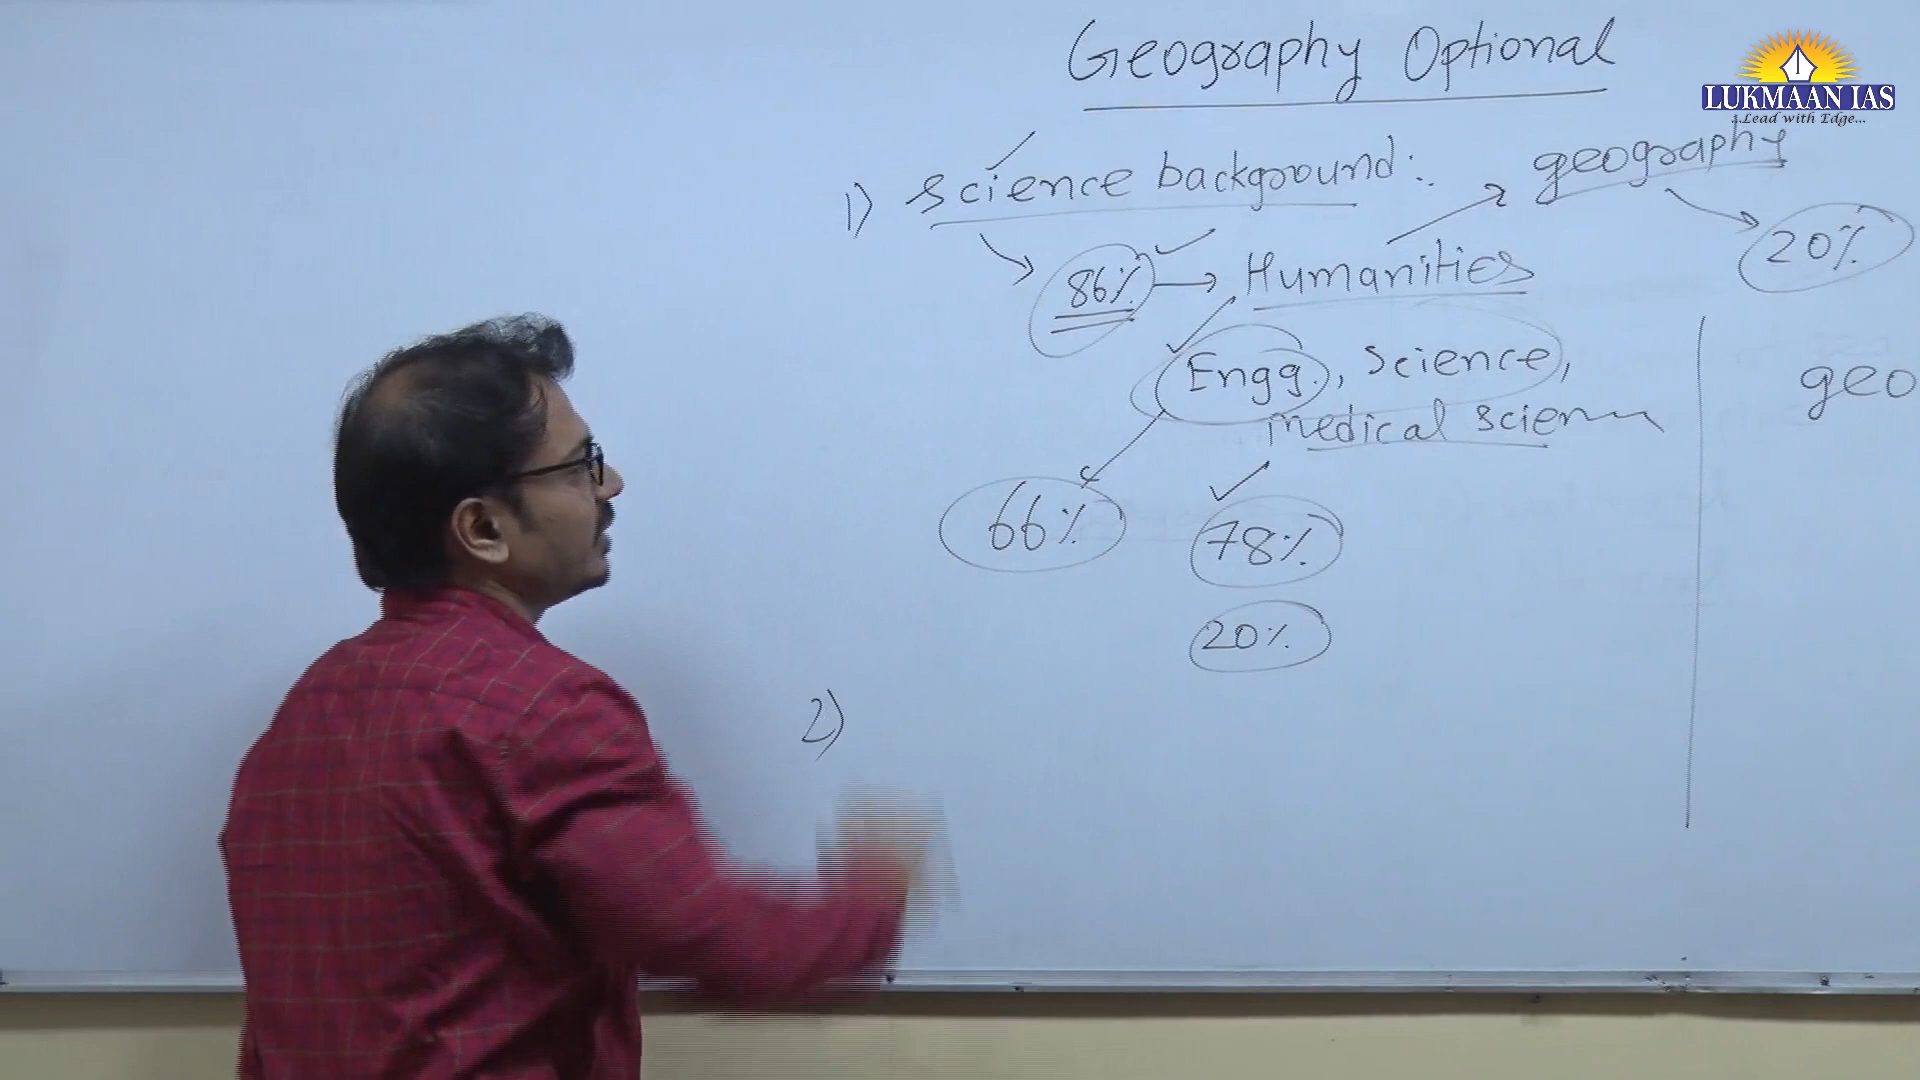 Geography Optional
LUKMAAN IAS
...Lead with Edge...
1) Science background:. geography
20%
86% → Humanities
Engg., Science,
geo
medical scien
66% 78%
20%
2)